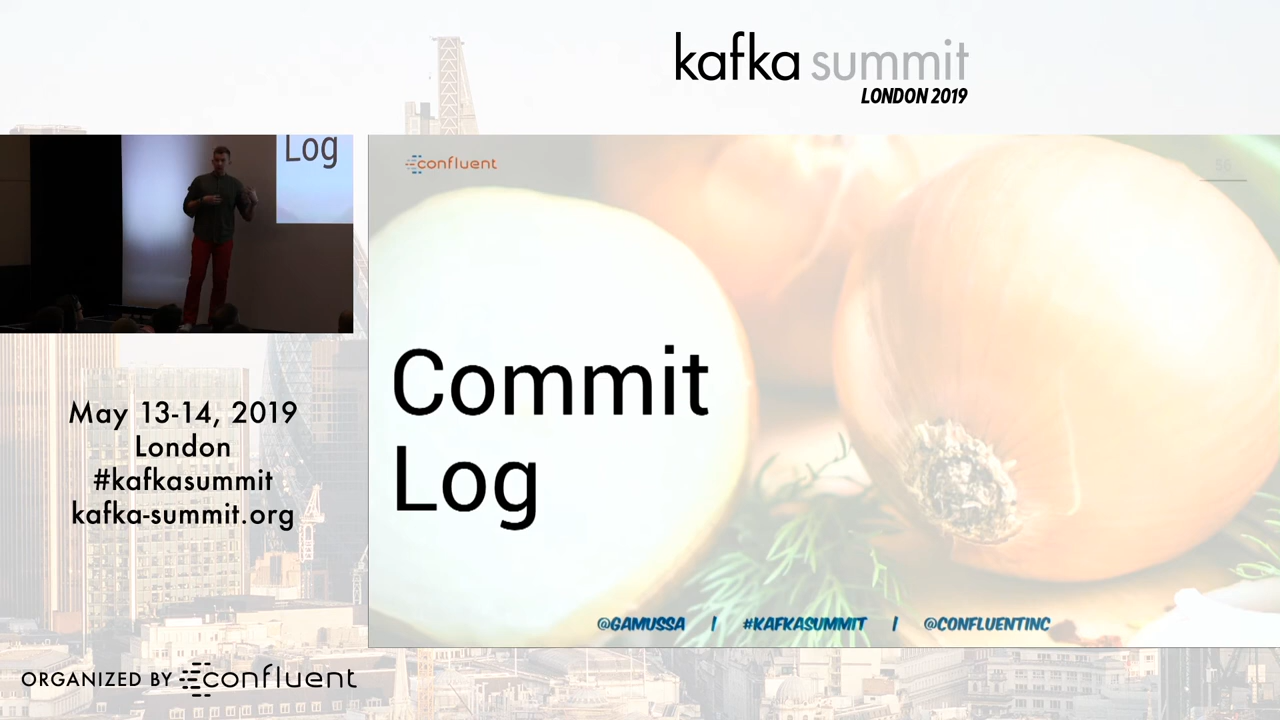 kafka summit
LONDON 2019
Log
confluent
56
Commit
Log
@GAMUSSA | #KAFKASUMMIT | @CONFLUENTINC
May 13-14, 2019
London
#kafkasummit
kafka-summit.org
ORGANIZED BY confluent